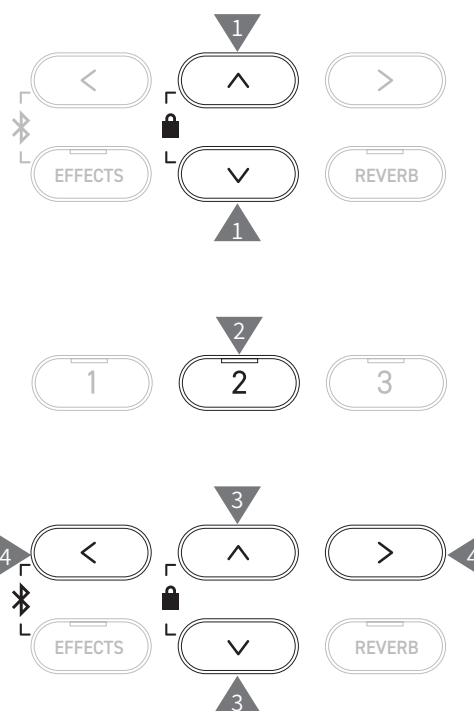 1
< ∧ >
EFFECTS ∨ REVERB
1
2
1 2 3
3
4 < ∧ > 4
EFFECTS ∨ REVERB
3